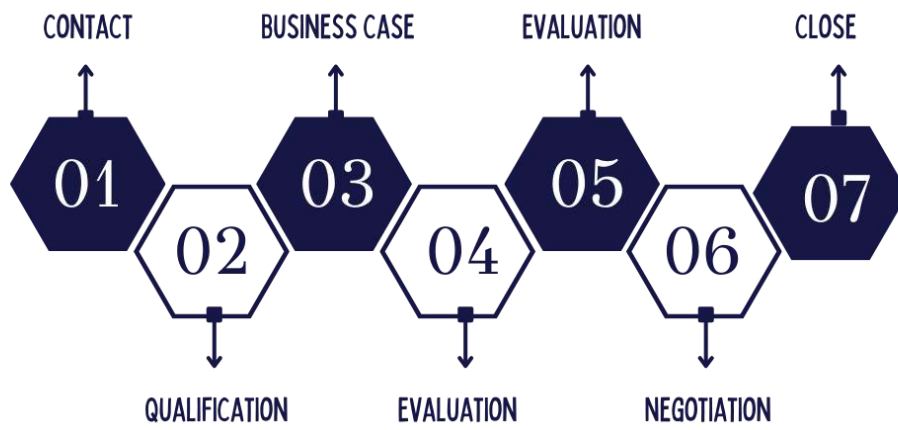 CONTACT
BUSINESS CASE
EVALUATION
CLOSE
01
03
05
07
02
04
06
QUALIFICATION
EVALUATION
NEGOTIATION